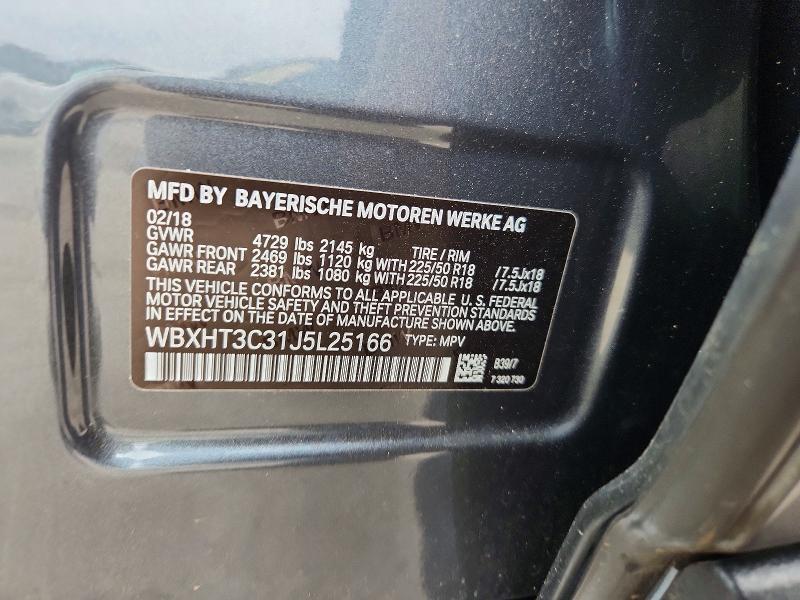 MFD BY BAYERISCHE MOTOREN WERKE AG
02/18
GVWR 4729 lbs 2145 kg TIRE / RIM
GAWR FRONT 2469 lbs 1120 kg WITH 225/50 R18 /7.5Jx18
GAWR REAR 2381 lbs 1080 kg WITH 225/50 R18 /7.5Jx18
THIS VEHICLE CONFORMS TO ALL APPLICABLE U.S. FEDERAL
MOTOR VEHICLE SAFETY AND THEFT PREVENTION STANDARDS
IN EFFECT ON THE DATE OF MANUFACTURE SHOWN ABOVE.
WBXHT3C31J5L25166 TYPE: MPV
B39/7
7 320 730